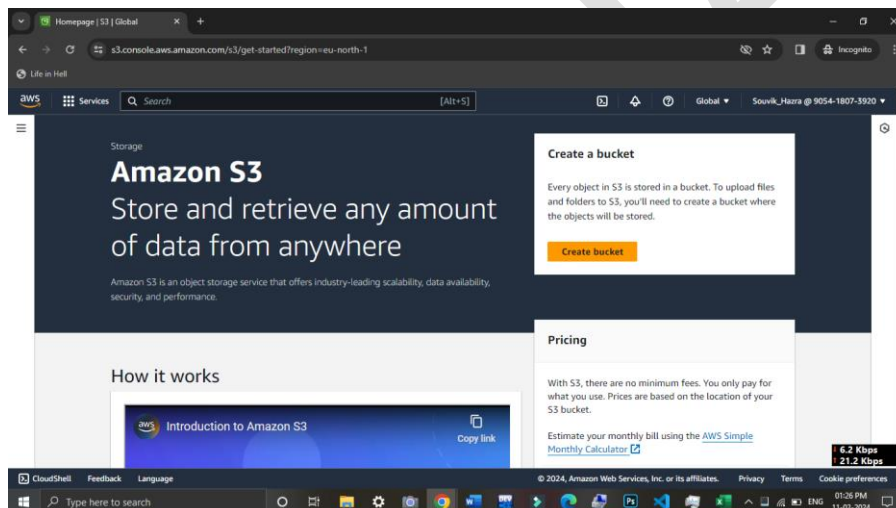 Homepage | S3 | Global
s3.console.aws.amazon.com/s3/get-started?region=eu-north-1
Incognito
Life in Hell
aws
Services
Search
[Alt+S]
Global
Souvik_Hazra @ 9054-1807-3920
Storage
Amazon S3
Store and retrieve any amount
of data from anywhere
Amazon S3 is an object storage service that offers industry-leading scalability, data availability,
security, and performance.
Create a bucket
Every object in S3 is stored in a bucket. To upload files
and folders to S3, you'll need to create a bucket where
the objects will be stored.
Create bucket
Pricing
With S3, there are no minimum fees. You only pay for
what you use. Prices are based on the location of your
S3 bucket.
Estimate your monthly bill using the AWS Simple
Monthly Calculator
How it works
aws
Introduction to Amazon S3
Copy link
6.2 Kbps
21.2 Kbps
CloudShell
Feedback
Language
© 2024, Amazon Web Services, Inc. or its affiliates.
Privacy
Terms
Cookie preferences
Type here to search
Ps
ENG
01:26 PM
11-02-2024